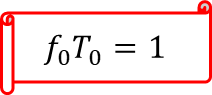 f₀T₀ = 1